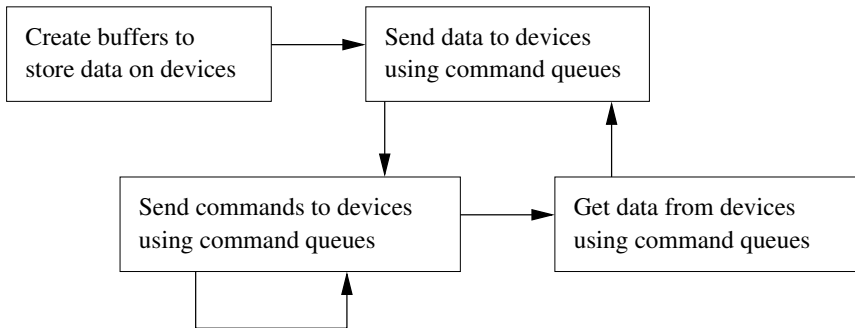 Create buffers to
store data on devices
Send data to devices
using command queues
Send commands to devices
using command queues
Get data from devices
using command queues